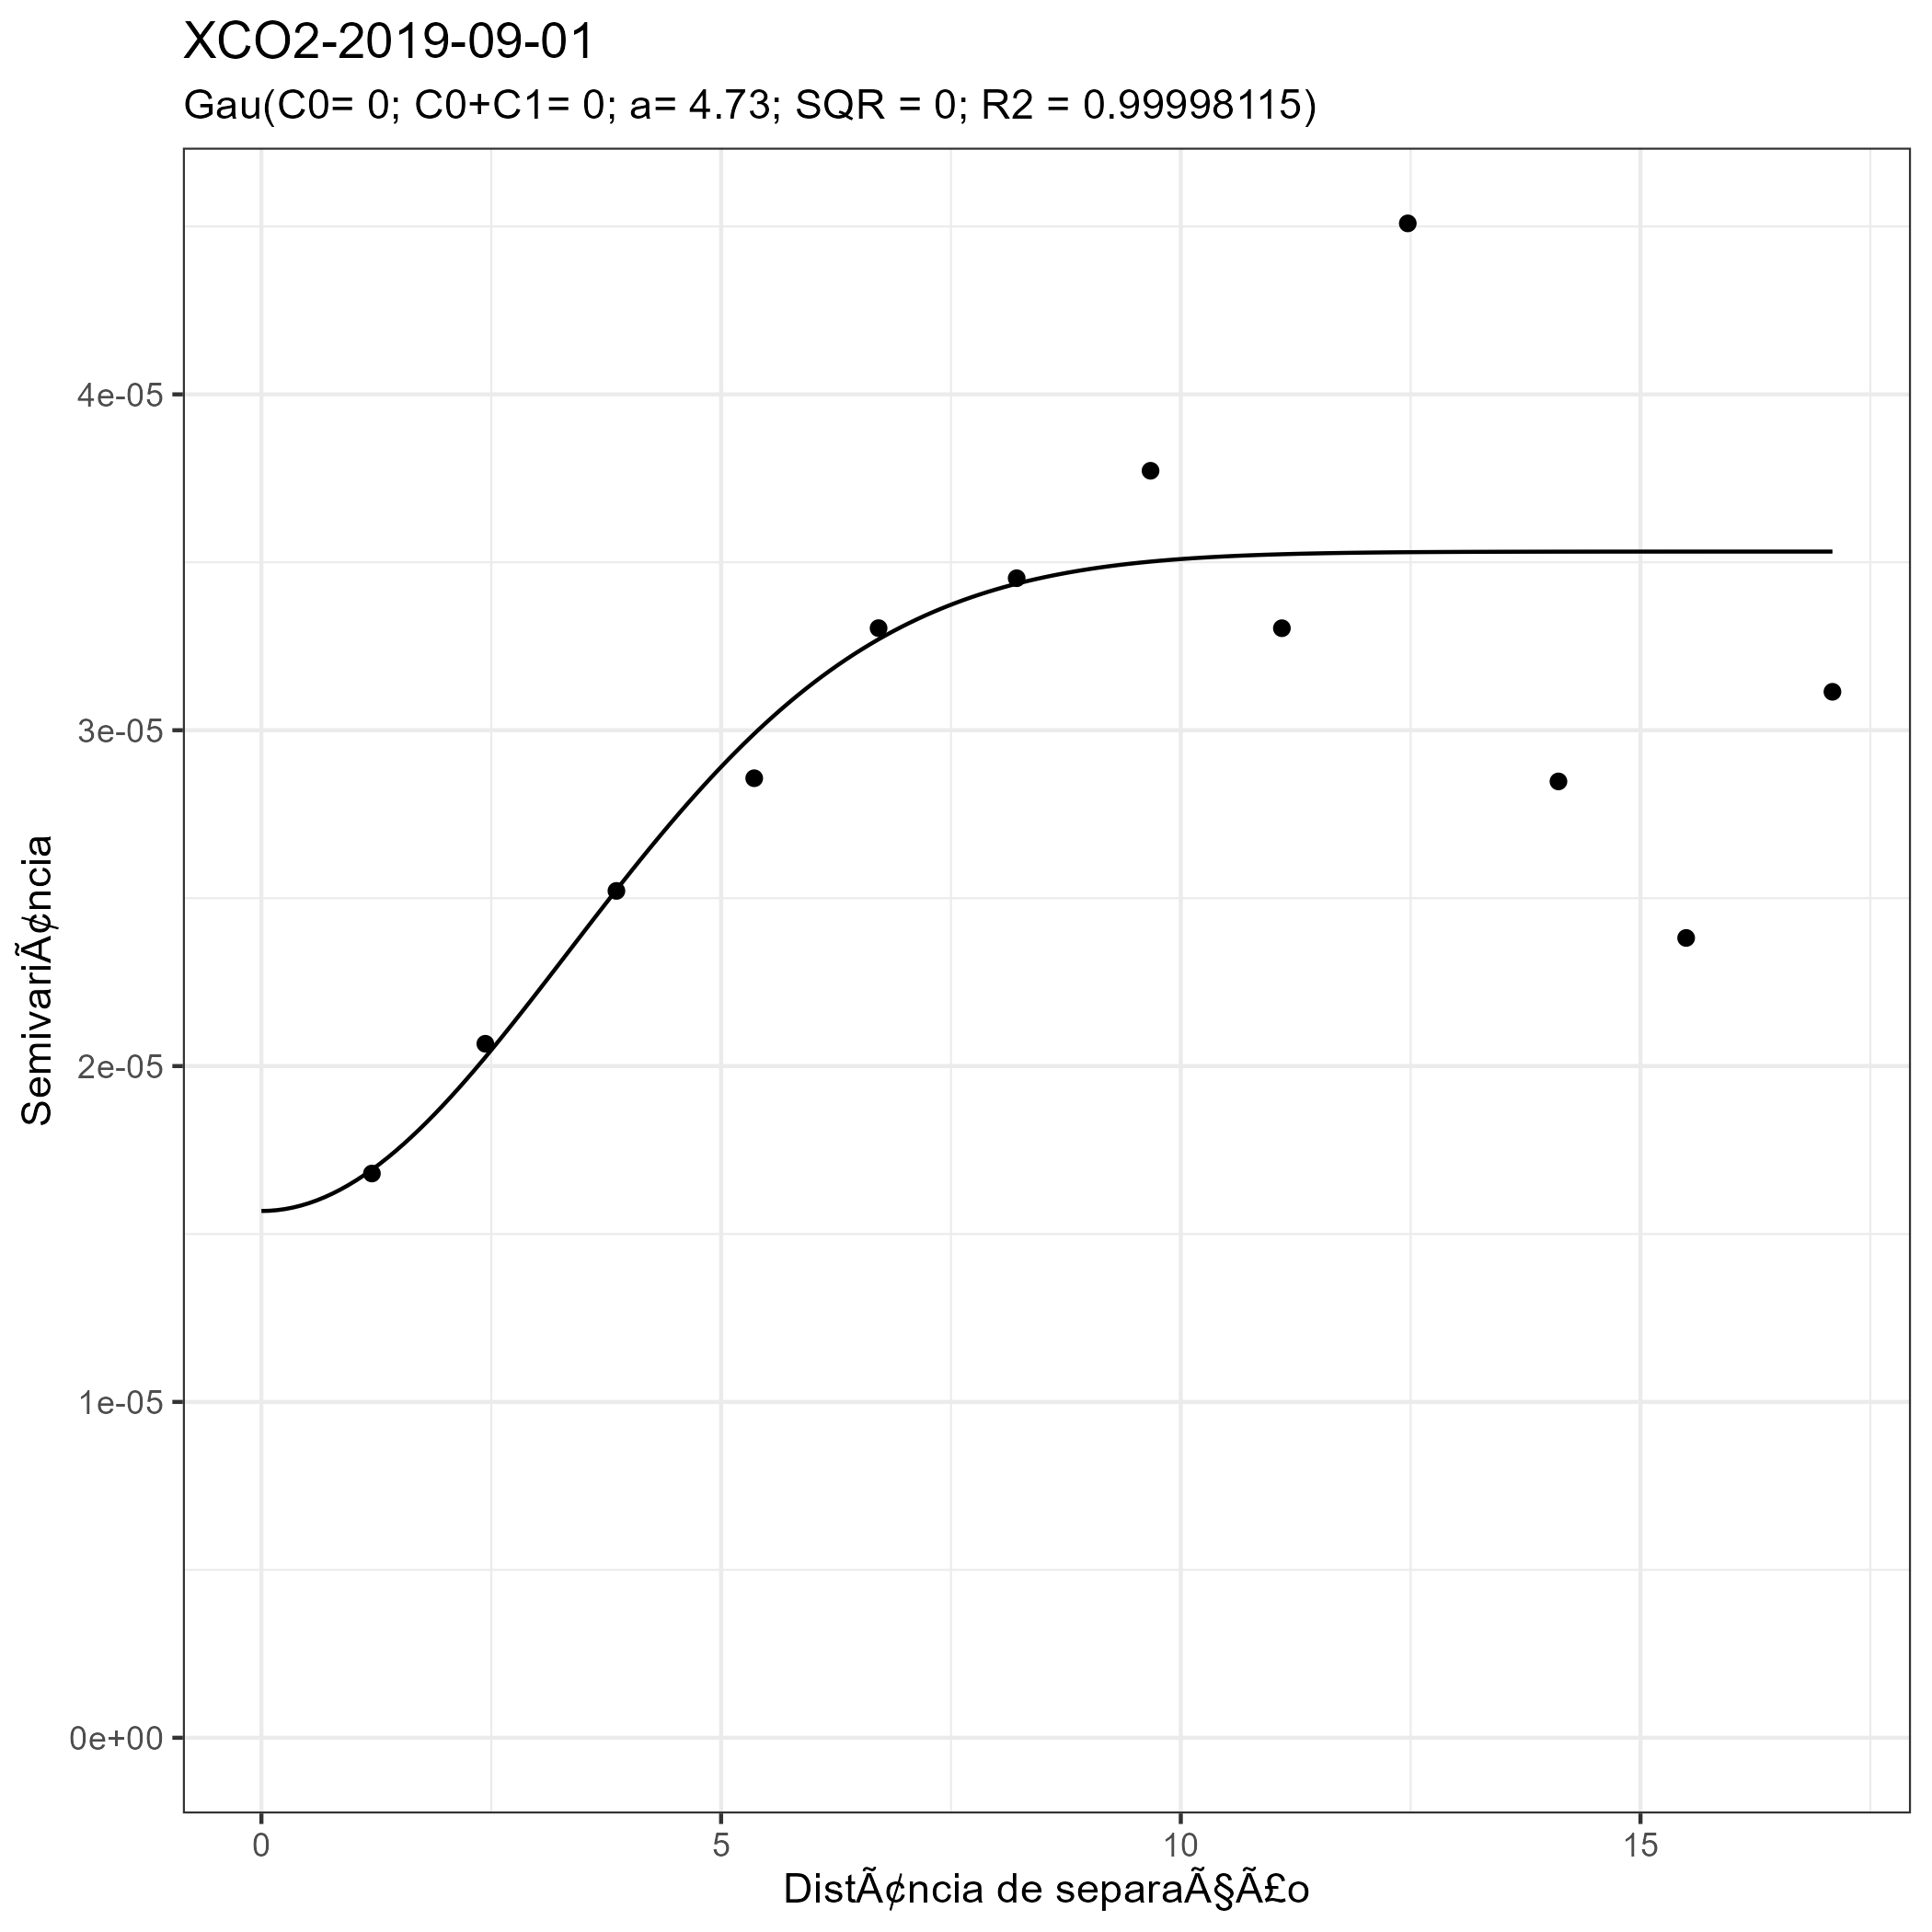 XCO2-2019-09-01
Gau(C0= 0; C0+C1= 0; a= 4.73; SQR = 0; R2 = 0.99998115)
SemivariÃ¢ncia
4e-05
3e-05
2e-05
1e-05
0e+00
0 5 10 15
DistÃ¢ncia de separaÃ§Ã£o